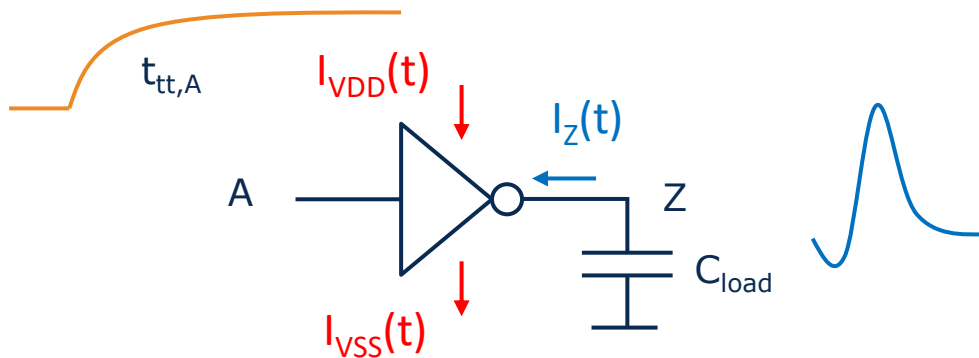 t_tt,A
I_VDD(t)
I_Z(t)
A
Z
C_load
I_VSS(t)